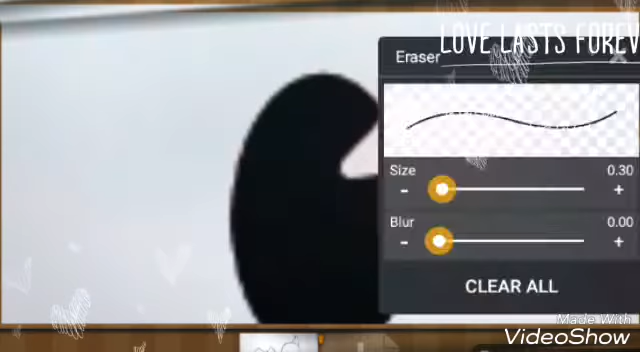 LOVE LASTS FOREV
Eraser
Size 0.30
- +
Blur 0.00
- +
CLEAR ALL
Made With
VideoShow